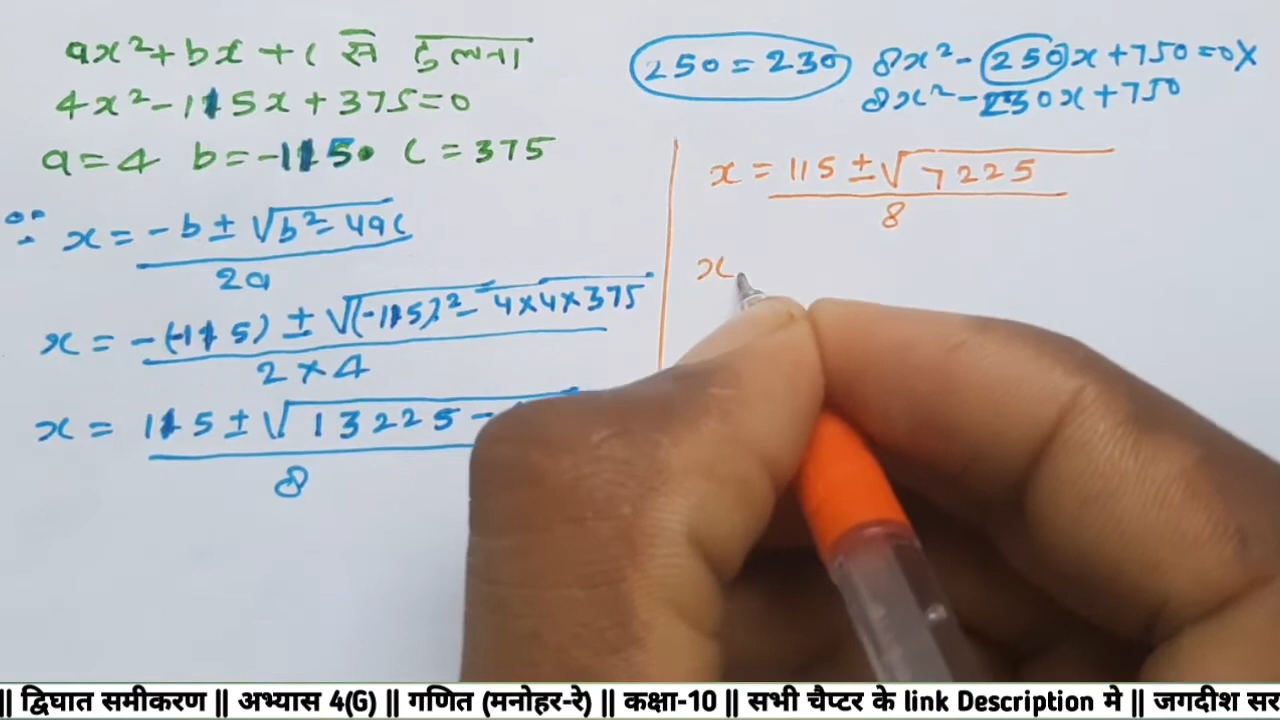 ax²+bx+c से तुलना
4x²-115x+375=0
a=4 b=-115 c=375
∵ x = -b ± √b²-4ac / 2a
x = -(-115) ± √(-115)²-4×4×375 / 2×4
x = 115 ± √13225- / 8
250=230 8x²-250x+750=0 X
8x²-230x+750
x = 115 ± √7225 / 8
x
|| द्विघात समीकरण || अभ्यास 4(G) || गणित (मनोहर-रे) || कक्षा-10 || सभी चैप्टर के link Description मे || जगदीश सर